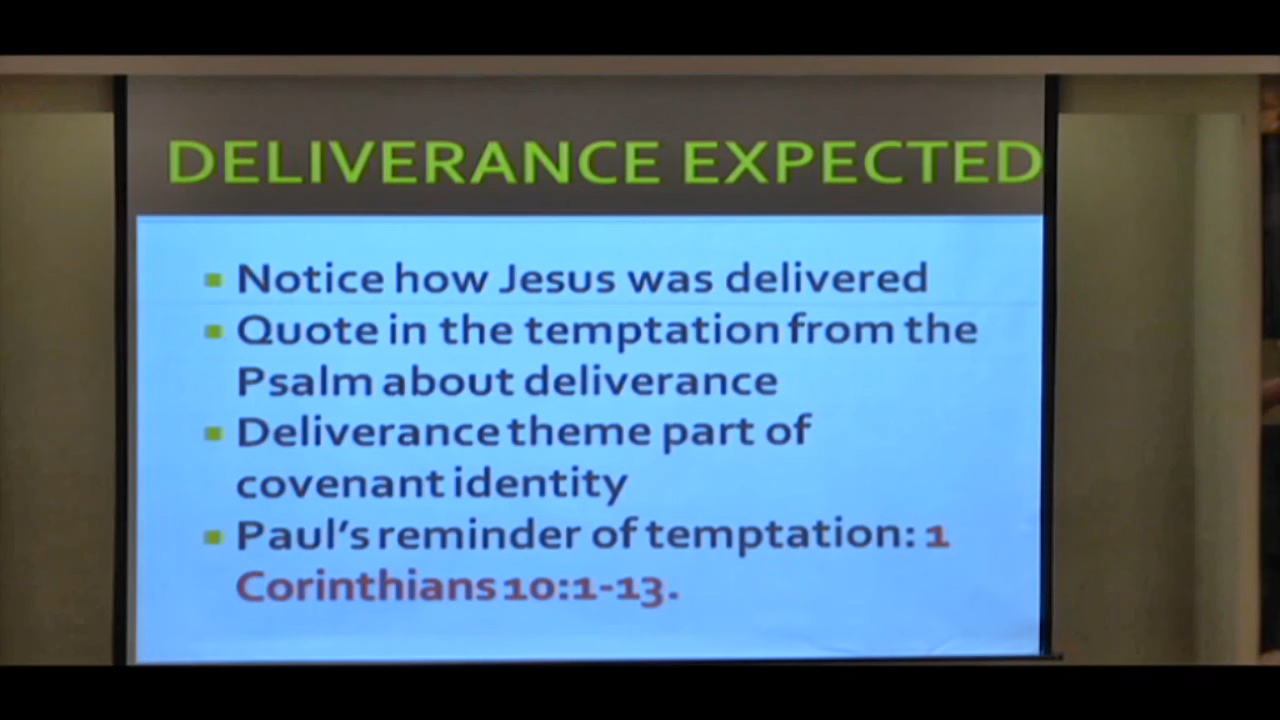 DELIVERANCE EXPECTED
▪ Notice how Jesus was delivered
▪ Quote in the temptation from the
Psalm about deliverance
▪ Deliverance theme part of
covenant identity
▪ Paul’s reminder of temptation: 1
Corinthians 10:1-13.